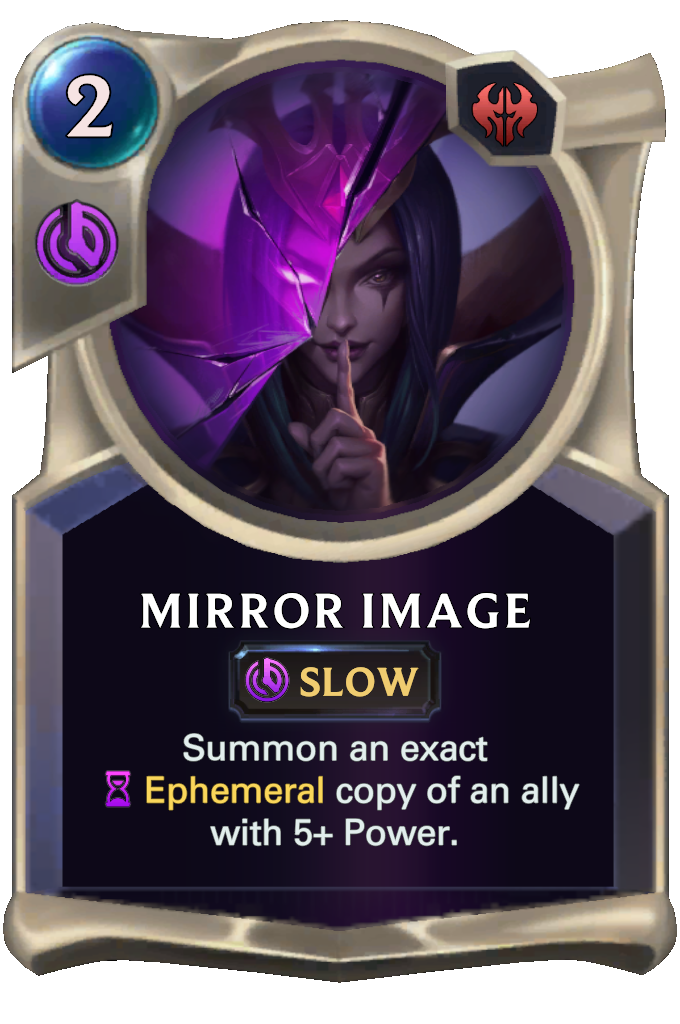 2
MIRROR IMAGE
SLOW
Summon an exact
Ephemeral copy of an ally
with 5+ Power.